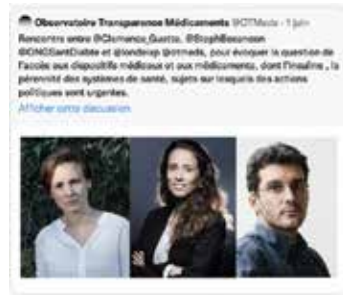 Observatoire Transparence Médicaments @OTMeds - 1 juin
Rencontre entre @Clemence_Guette, @StephBesancon
@ONGSantDiabte et @londeixp @otmeds, pour évoquer la question de
l'accès aux dispositifs médicaux et aux médicaments, dont l'insuline , la
pérennité des systèmes de santé, sujets sur lesquels des actions
politiques sont urgentes.
Afficher cette discussion